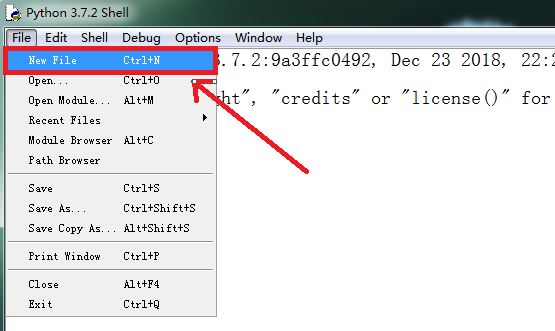 Python 3.7.2 Shell
File Edit Shell Debug Options Window Help
New File Ctrl+N
3.7.2:9a3ffc0492, Dec 23 2018, 22:2
Open... Ctrl+O
Open Module... Alt+M
ght", "credits" or "license()" for
Recent Files
Module Browser Alt+C
Path Browser
Save Ctrl+S
Save As... Ctrl+Shift+S
Save Copy As... Alt+Shift+S
Print Window Ctrl+P
Close Alt+F4
Exit Ctrl+Q